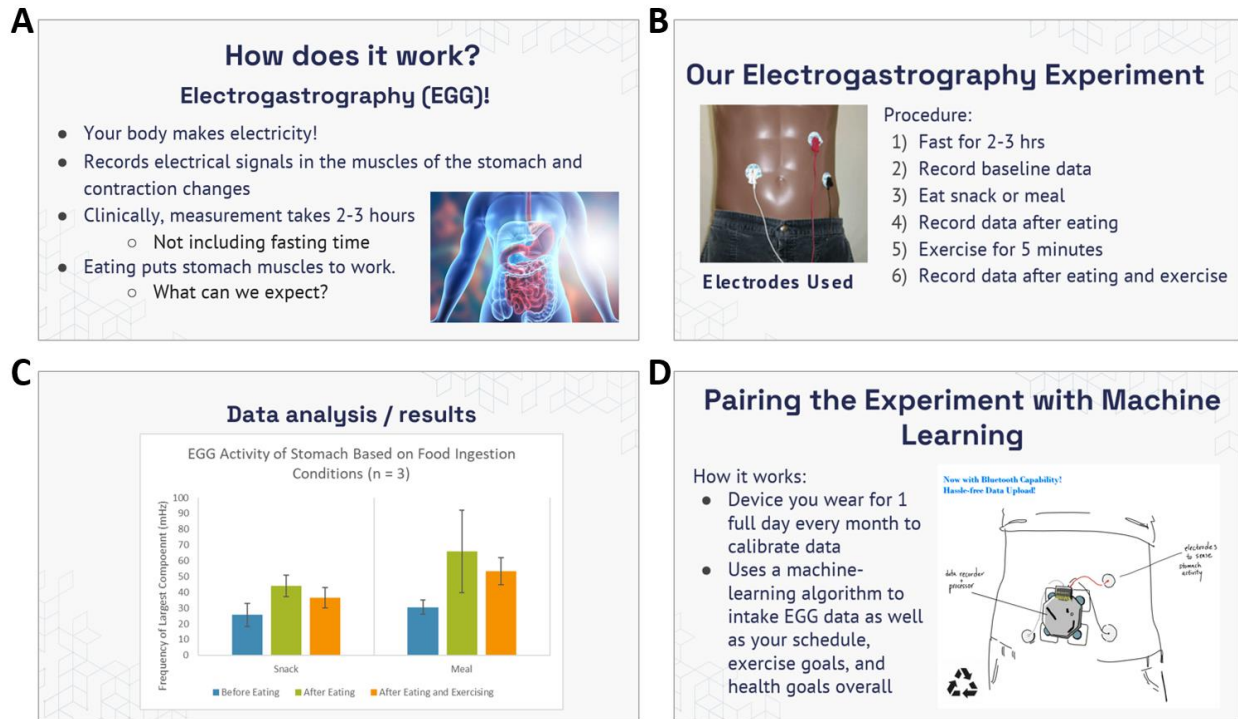 A
How does it work?
Electrogastrography (EGG)!
● Your body makes electricity!
● Records electrical signals in the muscles of the stomach and
contraction changes
● Clinically, measurement takes 2-3 hours
○ Not including fasting time
● Eating puts stomach muscles to work.
○ What can we expect?
B
Our Electrogastrography Experiment
Electrodes Used
Procedure:
1) Fast for 2-3 hrs
2) Record baseline data
3) Eat snack or meal
4) Record data after eating
5) Exercise for 5 minutes
6) Record data after eating and exercise
C
Data analysis / results
EGG Activity of Stomach Based on Food Ingestion
Conditions (n = 3)
Frequency of Largest Compoennt (mHz)
100
90
80
70
60
50
40
30
20
10
0
Snack
Meal
Before Eating
After Eating
After Eating and Exercising
D
Pairing the Experiment with Machine
Learning
How it works:
● Device you wear for 1
full day every month to
calibrate data
● Uses a machine-
learning algorithm to
intake EGG data as well
as your schedule,
exercise goals, and
health goals overall
Now with Bluetooth Capability!
Hassle-free Data Upload!
data recorder
+
processor
electrodes
to sense
stomach
activity